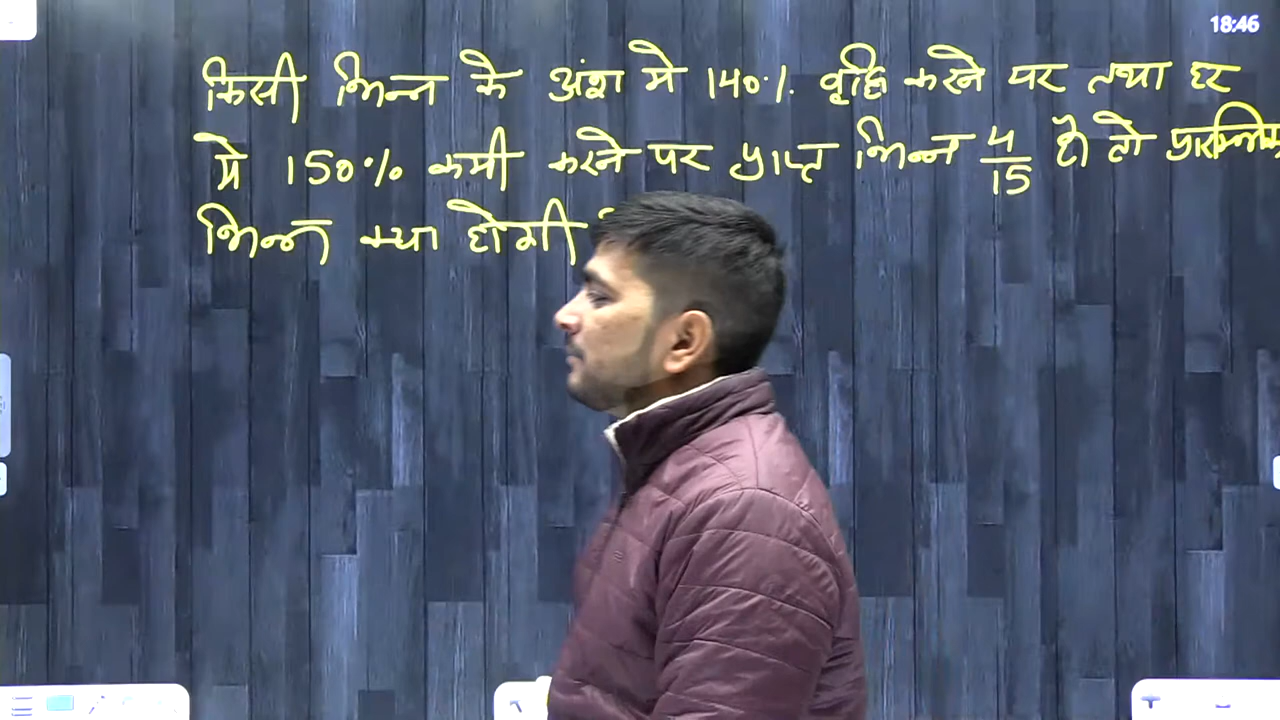 18:46
किसी भिन्न के अंश मे 140% वृद्धि करने पर तथा हर
मे 150% कमी करने पर प्राप्त भिन्न 4/15 हो तो प्रारम्भिक
भिन्न क्या होगी